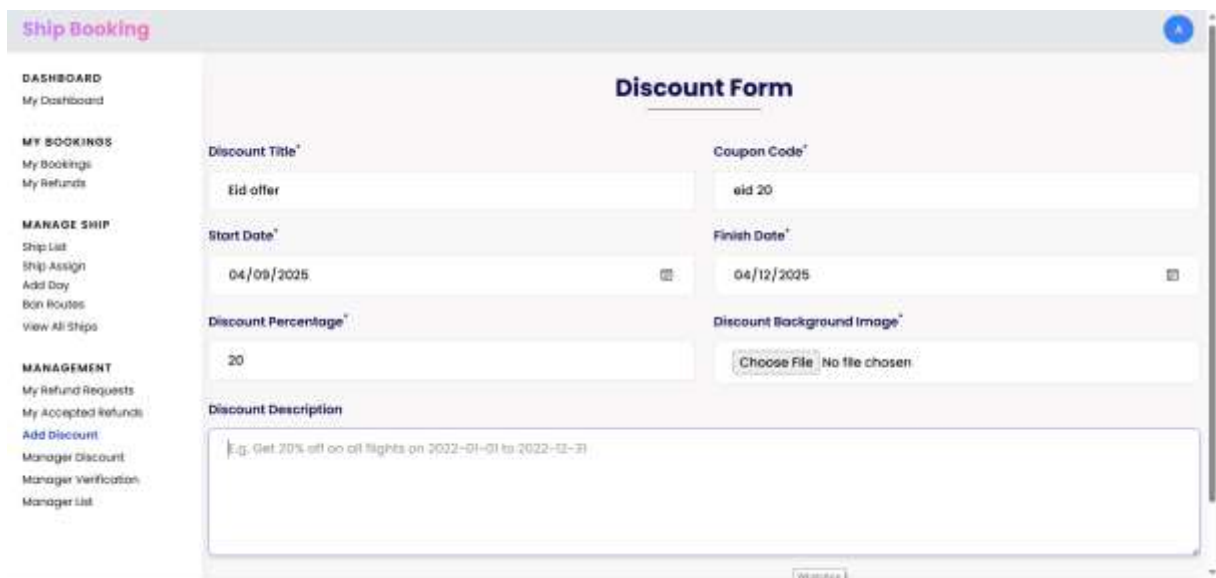 Ship Booking
A
DASHBOARD
My Dashboard
MY BOOKINGS
My Bookings
My Refunds
MANAGE SHIP
Ship List
Ship Assign
Add Day
Ban Routes
View All Ships
MANAGEMENT
My Refund Requests
My Accepted Refunds
Add Discount
Manager Discount
Manager Verification
Manager List
Discount Form
Discount Title*
Coupon Code*
Eid offer
eid 20
Start Date*
Finish Date*
04/09/2025
04/12/2025
Discount Percentage*
Discount Background Image*
20
Choose File No file chosen
Discount Description
E.g. Get 20% off on all flights on 2022-01-01 to 2022-12-31